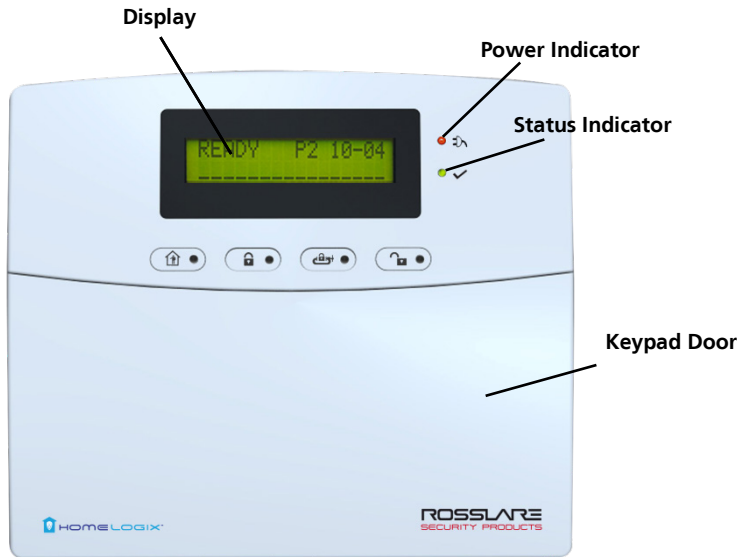 Display
Power Indicator
Status Indicator
READY P2 10-04
Keypad Door
HOMELOGIX
ROSSLARE
SECURITY PRODUCTS